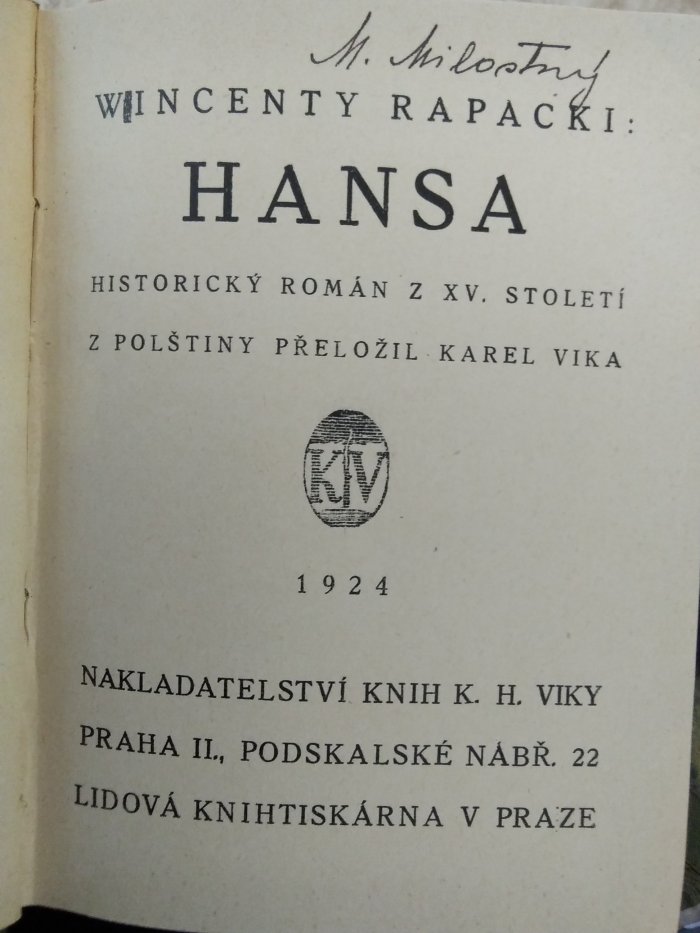 M. Milostný
WINCENTY RAPACKI:
HANSA
HISTORICKÝ ROMÁN Z XV. STOLETÍ
Z POLŠTINY PŘELOŽIL KAREL VIKA
KV
1924
NAKLADATELSTVÍ KNIH K. H. VIKY
PRAHA II., PODSKALSKÉ NÁBŘ. 22
LIDOVÁ KNIHTISKÁRNA V PRAZE